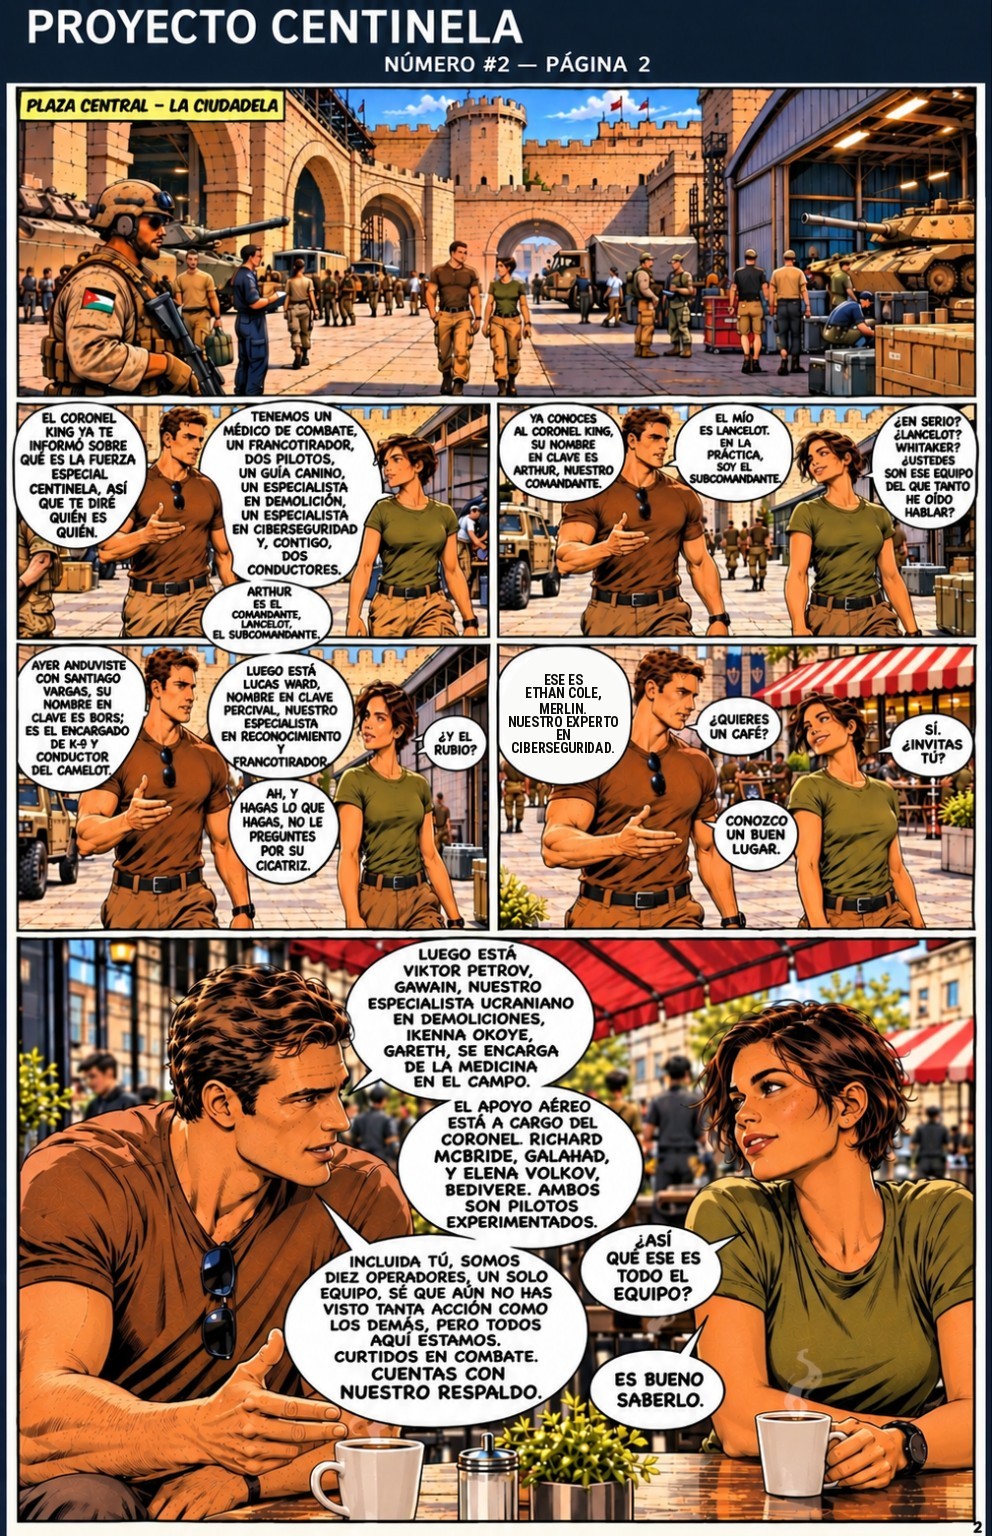 PROYECTO CENTINELA
NÚMERO #2 — PÁGINA 2
PLAZA CENTRAL – LA CIUDADELA
EL CORONEL
KING YA TE
INFORMÓ SOBRE
QUÉ ES LA FUERZA
ESPECIAL
CENTINELA, ASÍ
QUE TE DIRÉ
QUIÉN ES
QUIÉN.
TENEMOS UN
MÉDICO DE COMBATE,
UN FRANCOTIRADOR,
DOS PILOTOS,
UN GUÍA CANINO,
UN ESPECIALISTA
EN DEMOLICIÓN,
UN ESPECIALISTA
EN CIBERSEGURIDAD
Y, CONTIGO,
DOS
CONDUCTORES.
ARTHUR
ES EL
COMANDANTE,
LANCELOT,
EL SUBCOMANDANTE.
YA CONOCES
AL CORONEL KING,
SU NOMBRE
EN CLAVE ES
ARTHUR, NUESTRO
COMANDANTE.
EL MÍO
ES LANCELOT.
EN LA
PRÁCTICA,
SOY EL
SUBCOMANDANTE.
¿EN SERIO?
¿LANCELOT?
WHITAKER?
¿USTEDES
SON ESE EQUIPO
DEL QUE TANTO
HE OÍDO
HABLAR?
AYER ANDUVISTE
CON SANTIAGO
VARGAS, SU
NOMBRE EN
CLAVE ES BORS;
ES EL ENCARGADO
DE K-9 Y
CONDUCTOR
DEL CAMELOT.
LUEGO ESTÁ
LUCAS WARD,
NOMBRE EN CLAVE
PERCIVAL, NUESTRO
ESPECIALISTA
EN RECONOCIMIENTO
Y
FRANCOTIRADOR.
AH, Y
HAGAS LO QUE
HAGAS, NO LE
PREGUNTES
POR SU
CICATRIZ.
¿Y EL
RUBIO?
ESE ES
ETHAN COLE,
MERLIN.
NUESTRO EXPERTO
EN
CIBERSEGURIDAD.
¿QUIERES
UN CAFÉ?
SÍ.
¿INVITAS
TÚ?
CONOZCO
UN BUEN
LUGAR.
LUEGO ESTÁ
VIKTOR PETROV,
GAWAIN, NUESTRO
ESPECIALISTA UCRANIANO
EN DEMOLICIONES,
IKENNA OKOYE,
GARETH, SE ENCARGA
DE LA MEDICINA
EN EL CAMPO.
EL APOYO AÉREO
ESTÁ A CARGO DEL
CORONEL. RICHARD
MCBRIDE, GALAHAD,
Y ELENA VOLKOV,
BEDIVERE. AMBOS
SON PILOTOS
EXPERIMENTADOS.
¿ASÍ
QUÉ ESE ES
TODO EL
EQUIPO?
INCLUIDA TÚ, SOMOS
DIEZ OPERADORES, UN SOLO
EQUIPO, SÉ QUE AÚN NO HAS
VISTO TANTA ACCIÓN COMO
LOS DEMÁS, PERO TODOS
AQUÍ ESTAMOS.
CURTIDOS EN COMBATE.
CUENTAS CON
NUESTRO RESPALDO.
ES BUENO
SABERLO.
2